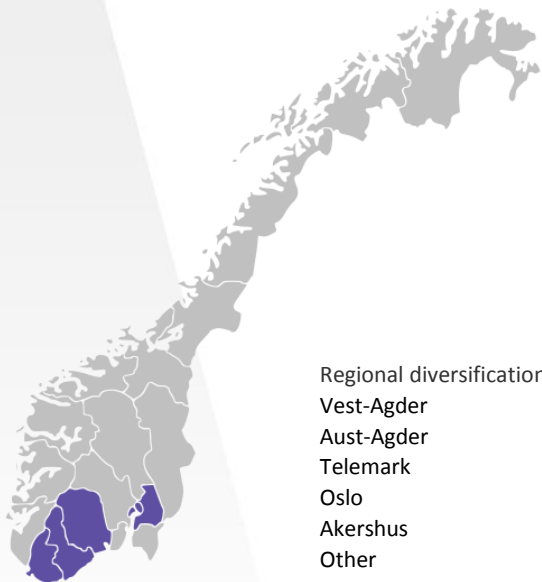 Regional diversification
Vest-Agder
Aust-Agder
Telemark
Oslo
Akershus
Other